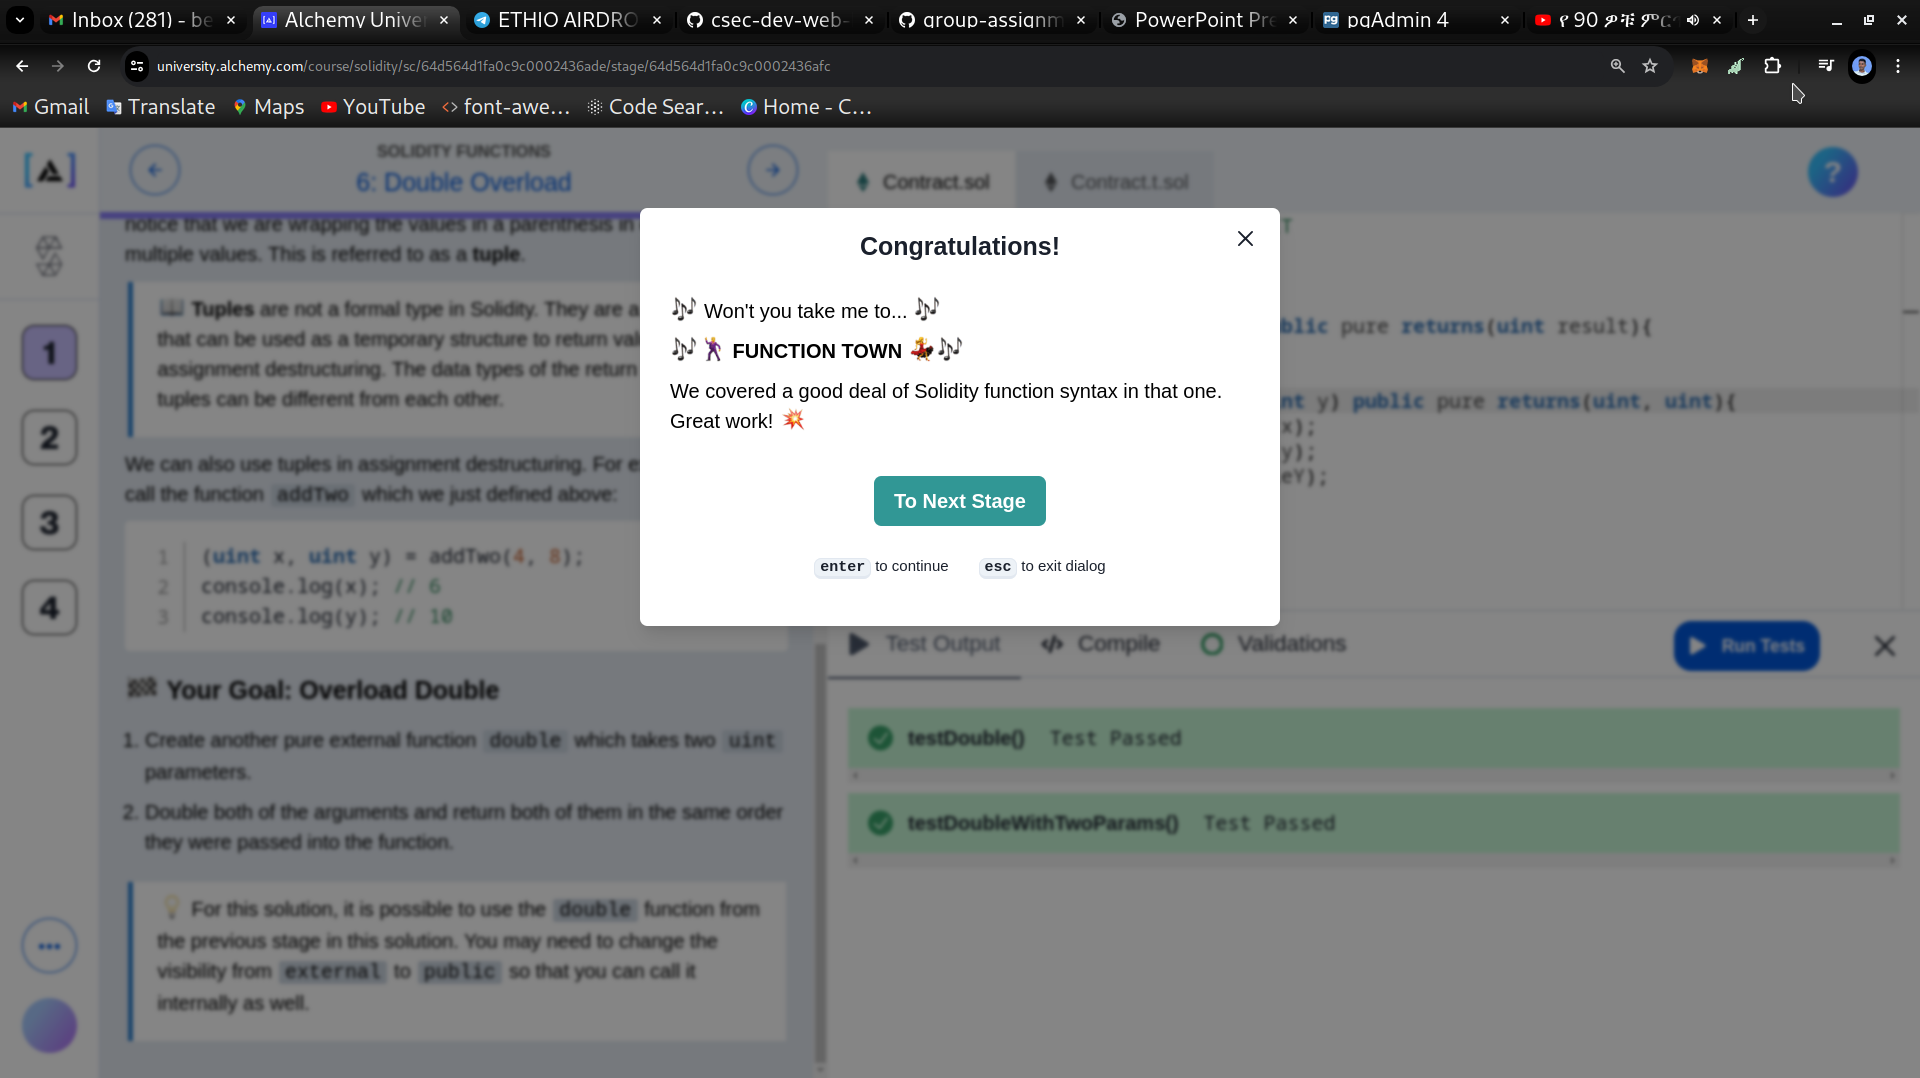 Inbox (281) - be
Alchemy Univer
ETHIO AIRDRO
csec-dev-web-
group-assignm
PowerPoint Pre
pgAdmin 4
የ 90 ዎቹ ምር
university.alchemy.com/course/solidity/sc/64d564d1fa0c9c0002436ade/stage/64d564d1fa0c9c0002436afc
Gmail
Translate
Maps
YouTube
font-awe...
Code Sear...
Home - C...
SOLIDITY FUNCTIONS
6: Double Overload
notice that we are wrapping the values in a parenthesis in
multiple values. This is referred to as a tuple.
📖 Tuples are not a formal type in Solidity. They are a
that can be used as a temporary structure to return val
assignment destructuring. The data types of the return
tuples can be different from each other.
1
2
3
4
We can also use tuples in assignment destructuring. For e
call the function addTwo which we just defined above:
1 (uint x, uint y) = addTwo(4, 8);
2 console.log(x); // 6
3 console.log(y); // 10
🏁 Your Goal: Overload Double
1. Create another pure external function double which takes two uint
parameters.
2. Double both of the arguments and return both of them in the same order
they were passed into the function.
💡 For this solution, it is possible to use the double function from
the previous stage in this solution. You may need to change the
visibility from external to public so that you can call it
internally as well.
Contract.sol
Contract.t.sol
?
T
blic pure returns(uint result){
nt y) public pure returns(uint, uint){
x);
y);
eY);
Congratulations!
🎶 Won't you take me to... 🎶
🎶🕺 FUNCTION TOWN 💃🎶
We covered a good deal of Solidity function syntax in that one.
Great work! 💥
To Next Stage
enter to continue
esc to exit dialog
Test Output
Compile
Validations
Run Tests
testDouble() Test Passed
testDoubleWithTwoParams() Test Passed